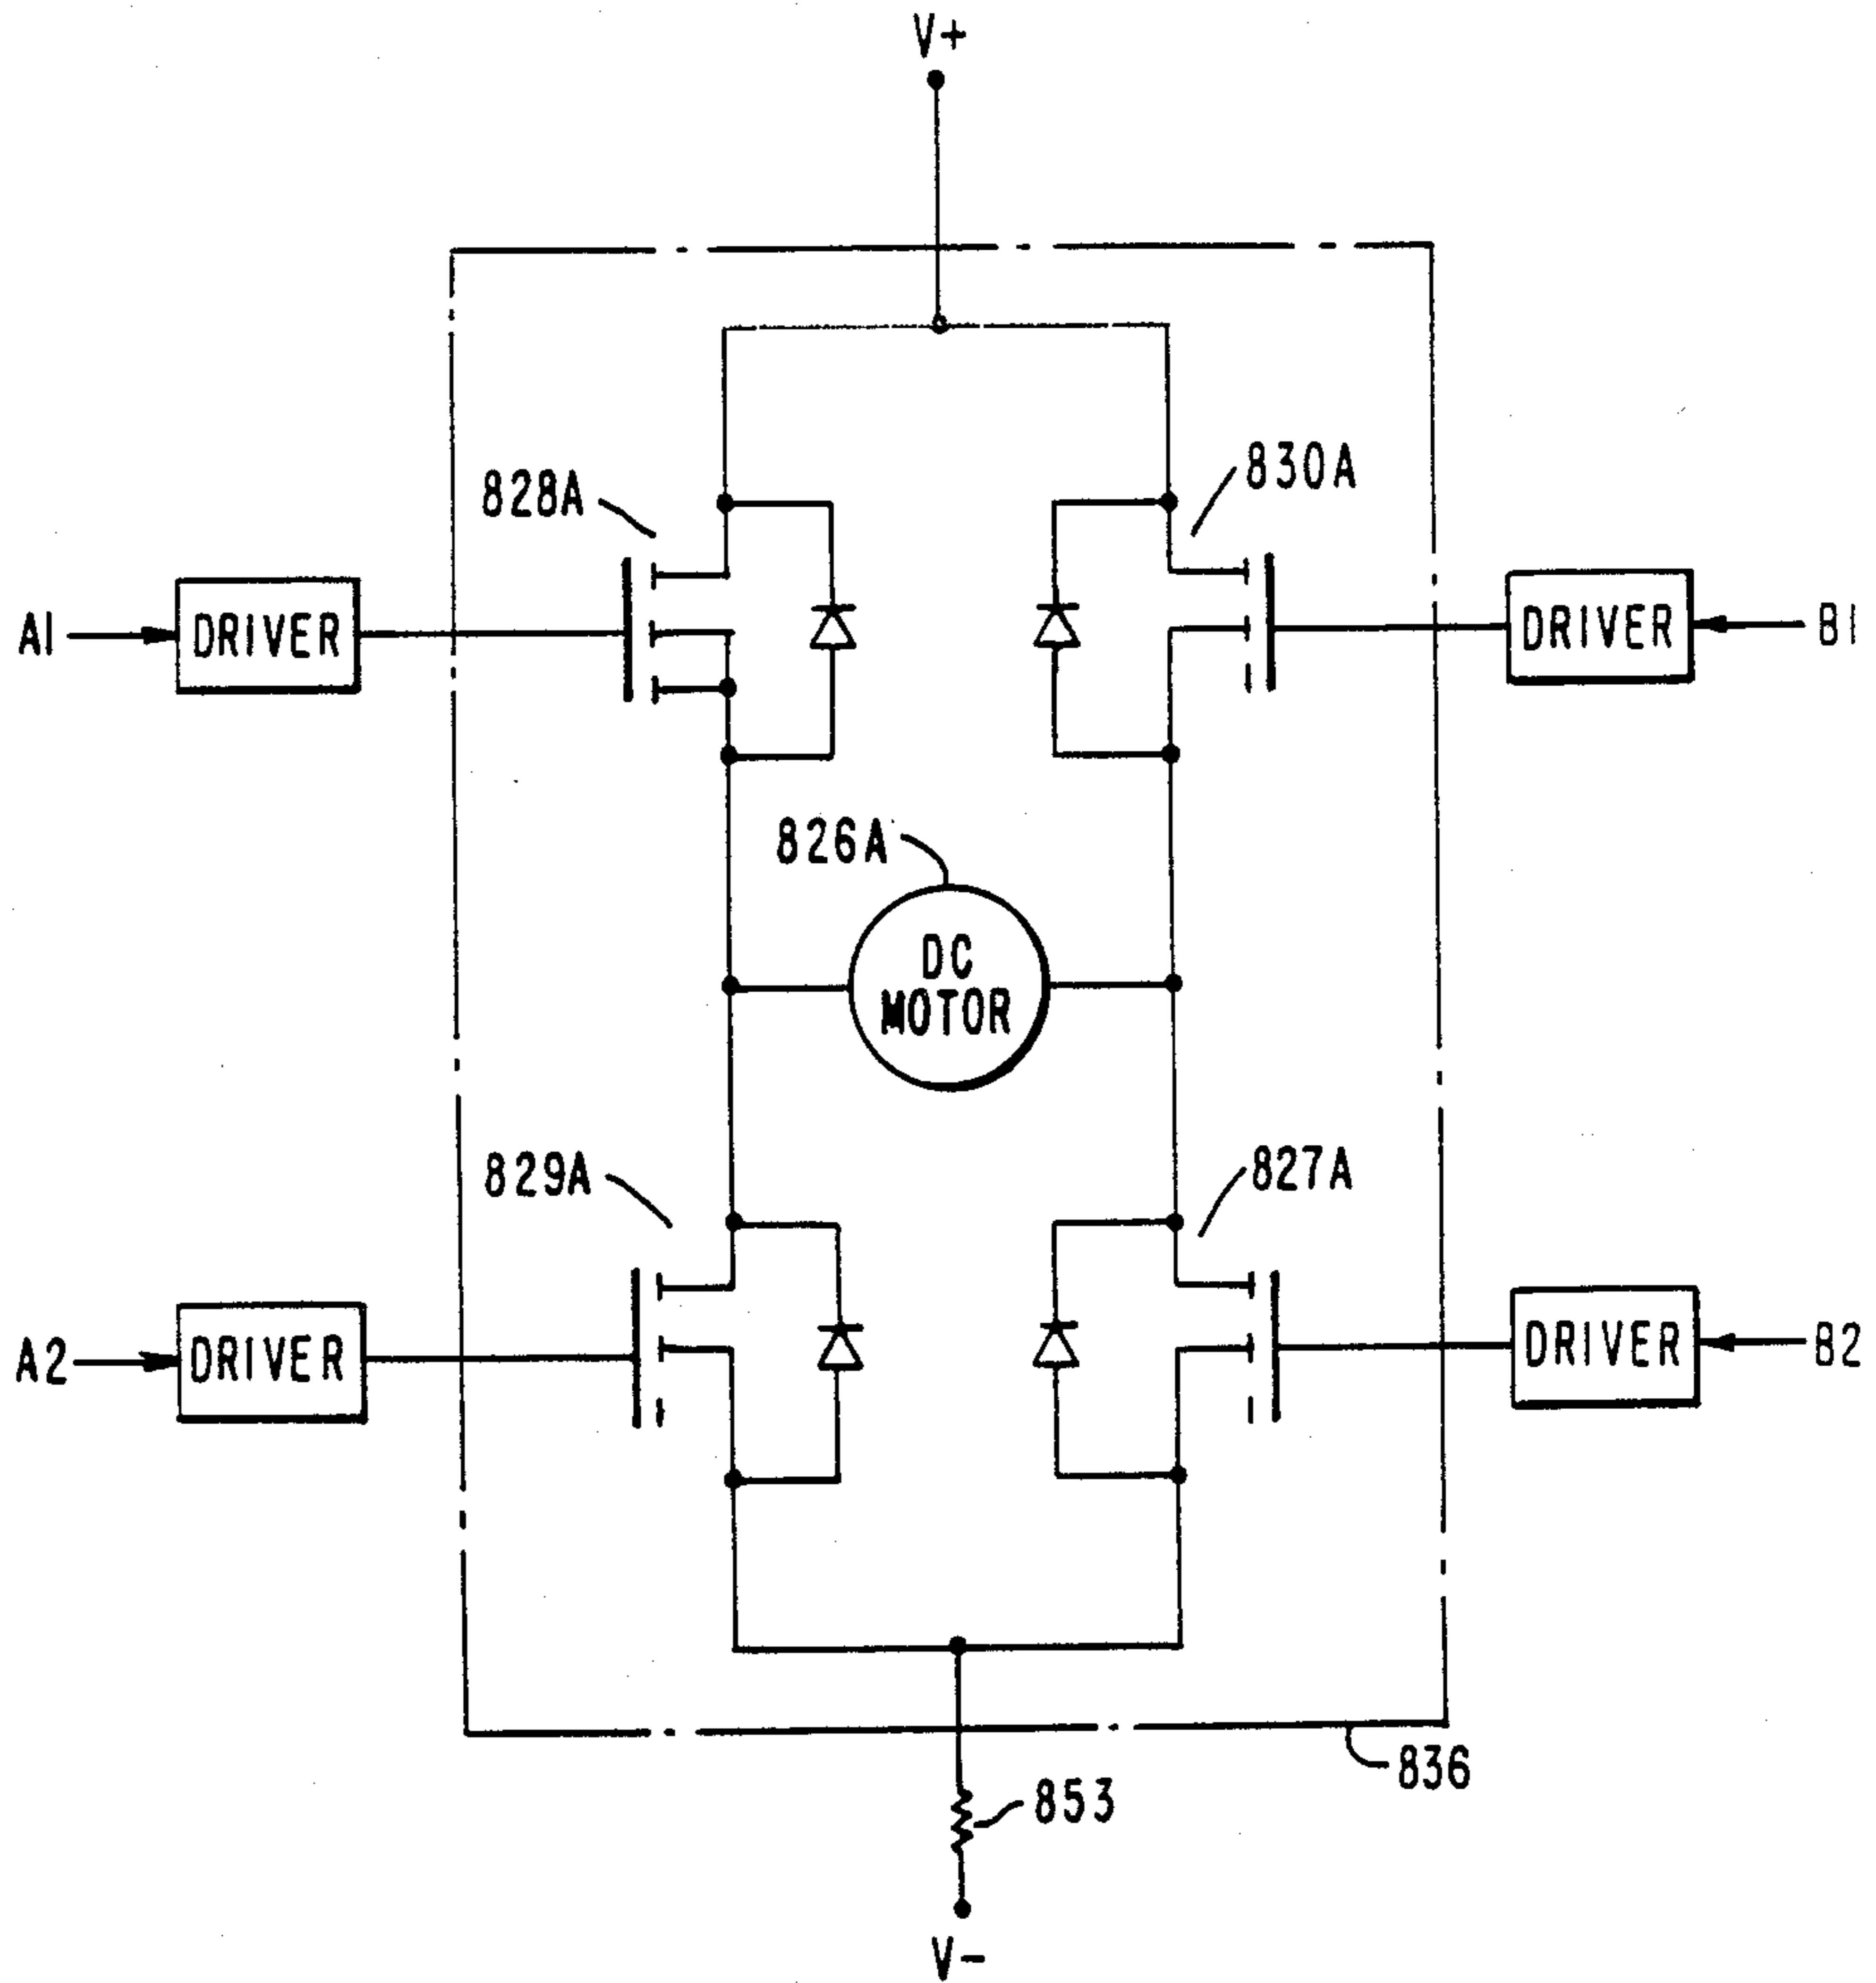 V+
828A
830A
A1
DRIVER
DRIVER
B1
826A
DC
MOTOR
829A
827A
A2
DRIVER
DRIVER
B2
836
853
V-